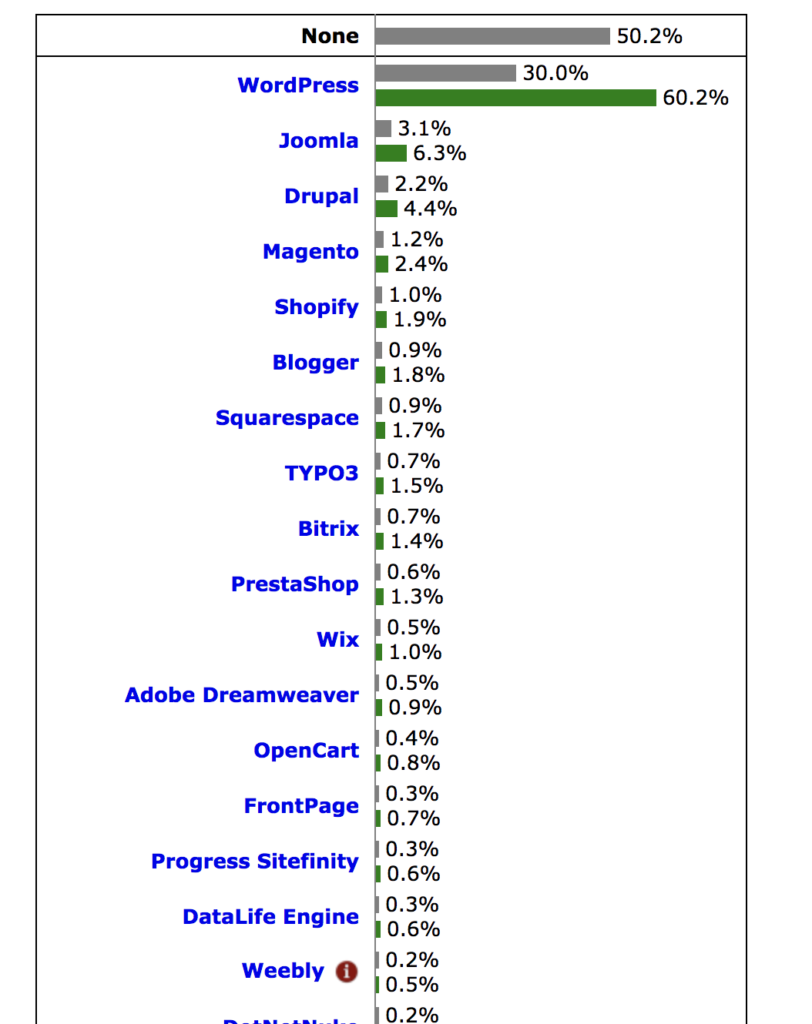 None 50.2%
30.0%
WordPress
60.2%
3.1%
Joomla
6.3%
2.2%
Drupal
4.4%
1.2%
Magento
2.4%
1.0%
Shopify
1.9%
0.9%
Blogger
1.8%
0.9%
Squarespace
1.7%
0.7%
TYPO3
1.5%
0.7%
Bitrix
1.4%
0.6%
PrestaShop
1.3%
0.5%
Wix
1.0%
0.5%
Adobe Dreamweaver
0.9%
0.4%
OpenCart
0.8%
0.3%
FrontPage
0.7%
0.3%
Progress Sitefinity
0.6%
0.3%
DataLife Engine
0.6%
0.2%
Weebly i
0.5%
0.2%